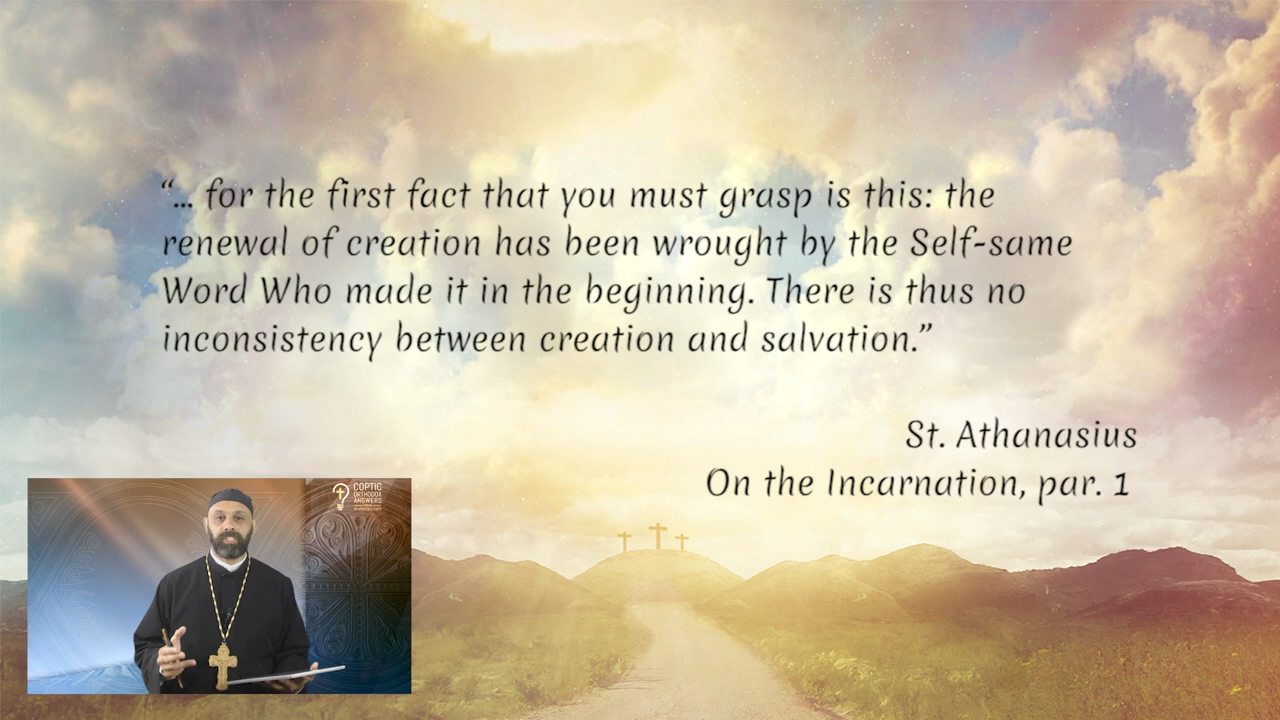 “... for the first fact that you must grasp is this: the
renewal of creation has been wrought by the Self-same
Word Who made it in the beginning. There is thus no
inconsistency between creation and salvation.”
St. Athanasius
On the Incarnation, par. 1
COPTIC
ORTHODOX
ANSWERS